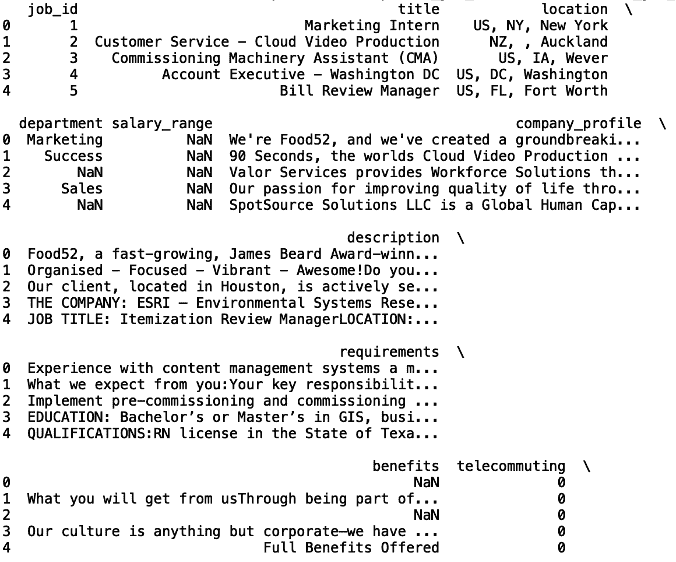 job_id title location \
0 1 Marketing Intern US, NY, New York
1 2 Customer Service - Cloud Video Production NZ, , Auckland
2 3 Commissioning Machinery Assistant (CMA) US, IA, Wever
3 4 Account Executive - Washington DC US, DC, Washington
4 5 Bill Review Manager US, FL, Fort Worth
department salary_range company_profile \
0 Marketing NaN We're Food52, and we've created a groundbreaki...
1 Success NaN 90 Seconds, the worlds Cloud Video Production ...
2 NaN NaN Valor Services provides Workforce Solutions th...
3 Sales NaN Our passion for improving quality of life thro...
4 NaN NaN SpotSource Solutions LLC is a Global Human Cap...
description \
0 Food52, a fast-growing, James Beard Award-winn...
1 Organised - Focused - Vibrant - Awesome!Do you...
2 Our client, located in Houston, is actively se...
3 THE COMPANY: ESRI – Environmental Systems Rese...
4 JOB TITLE: Itemization Review ManagerLOCATION:...
requirements \
0 Experience with content management systems a m...
1 What we expect from you:Your key responsibilit...
2 Implement pre-commissioning and commissioning ...
3 EDUCATION: Bachelor’s or Master’s in GIS, busi...
4 QUALIFICATIONS:RN license in the State of Texa...
benefits telecommuting \
0 NaN 0
1 What you will get from usThrough being part of... 0
2 NaN 0
3 Our culture is anything but corporate—we have ... 0
4 Full Benefits Offered 0